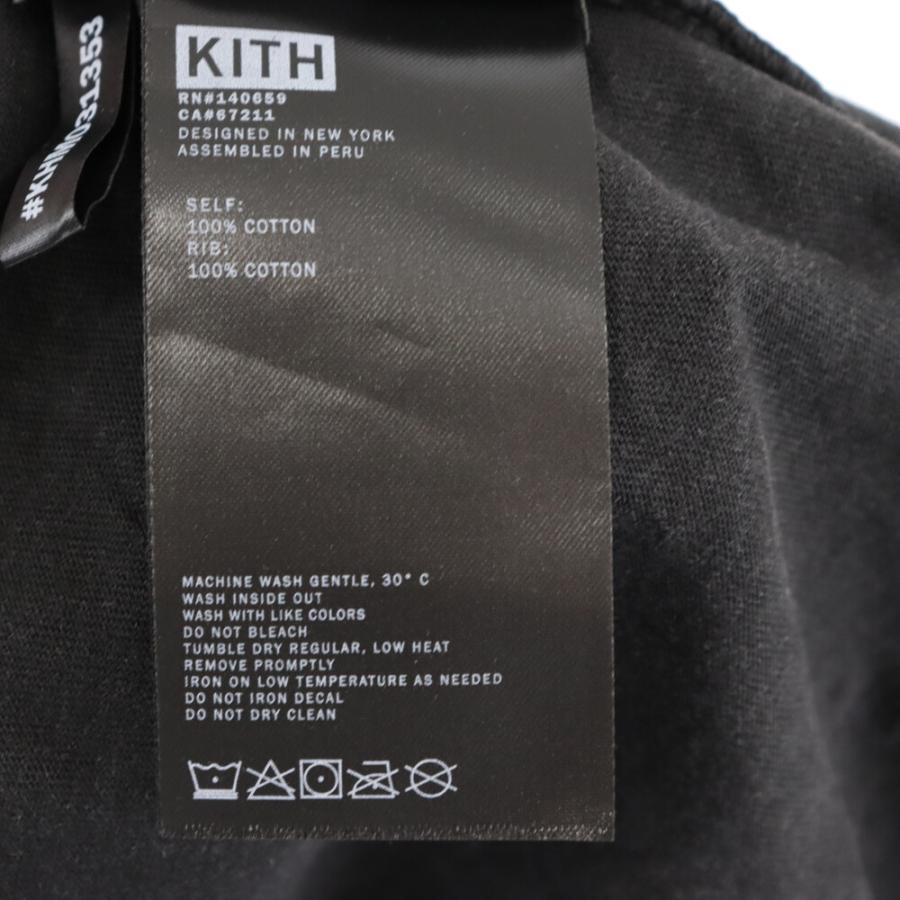 #KHM031353
KITH
RN#140659
CA#67211
DESIGNED IN NEW YORK
ASSEMBLED IN PERU
SELF:
100% COTTON
RIB:
100% COTTON
MACHINE WASH GENTLE, 30° C
WASH INSIDE OUT
WASH WITH LIKE COLORS
DO NOT BLEACH
TUMBLE DRY REGULAR, LOW HEAT
REMOVE PROMPTLY
IRON ON LOW TEMPERATURE AS NEEDED
DO NOT IRON DECAL
DO NOT DRY CLEAN